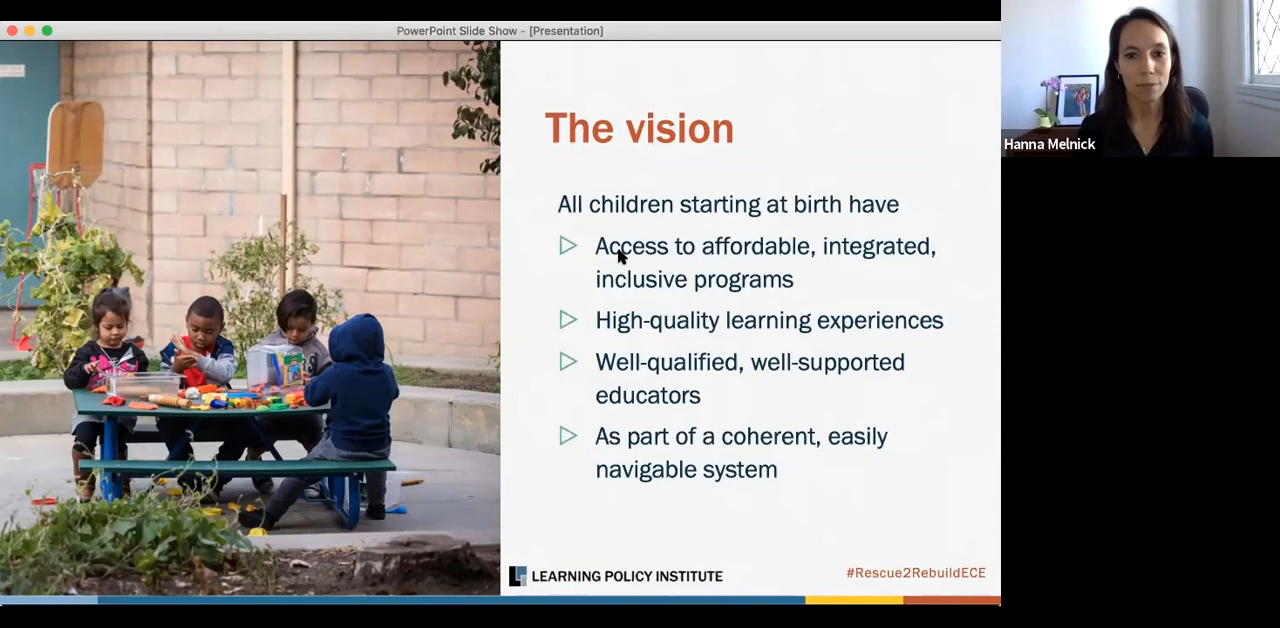 PowerPoint Slide Show - [Presentation]
The vision
All children starting at birth have
Access to affordable, integrated,
inclusive programs
High-quality learning experiences
Well-qualified, well-supported
educators
As part of a coherent, easily
navigable system
LEARNING POLICY INSTITUTE
#Rescue2RebuildECE
Hanna Melnick